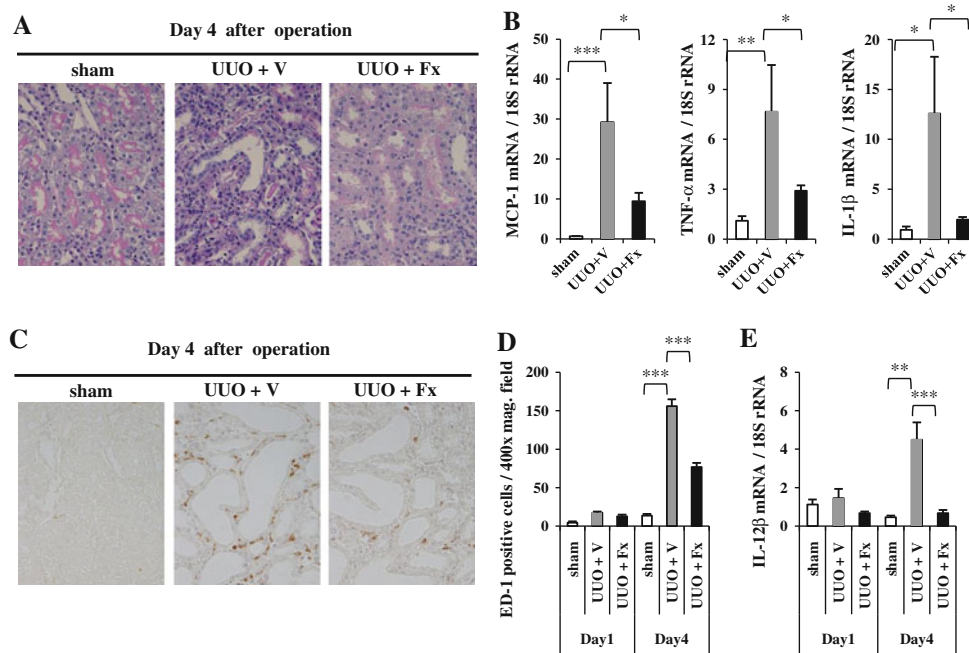 A
Day 4 after operation
sham
UUO + V
UUO + Fx
B
MCP-1 mRNA / 18S rRNA
50
40
30
20
10
0
***
*
sham
UUO+V
UUO+Fx
TNF-α mRNA / 18S rRNA
12
9
6
3
0
**
*
sham
UUO+V
UUO+Fx
IL-1β mRNA / 18S rRNA
20
15
10
5
0
*
*
sham
UUO+V
UUO+Fx
C
Day 4 after operation
sham
UUO + V
UUO + Fx
D
ED-1 positive cells / 400x mag. field
200
150
100
50
0
***
***
sham
UUO + V
UUO + Fx
sham
UUO + V
UUO + Fx
Day1
Day4
E
IL-12β mRNA / 18S rRNA
8
6
4
2
0
**
***
sham
UUO + V
UUO + Fx
sham
UUO + V
UUO + Fx
Day1
Day4